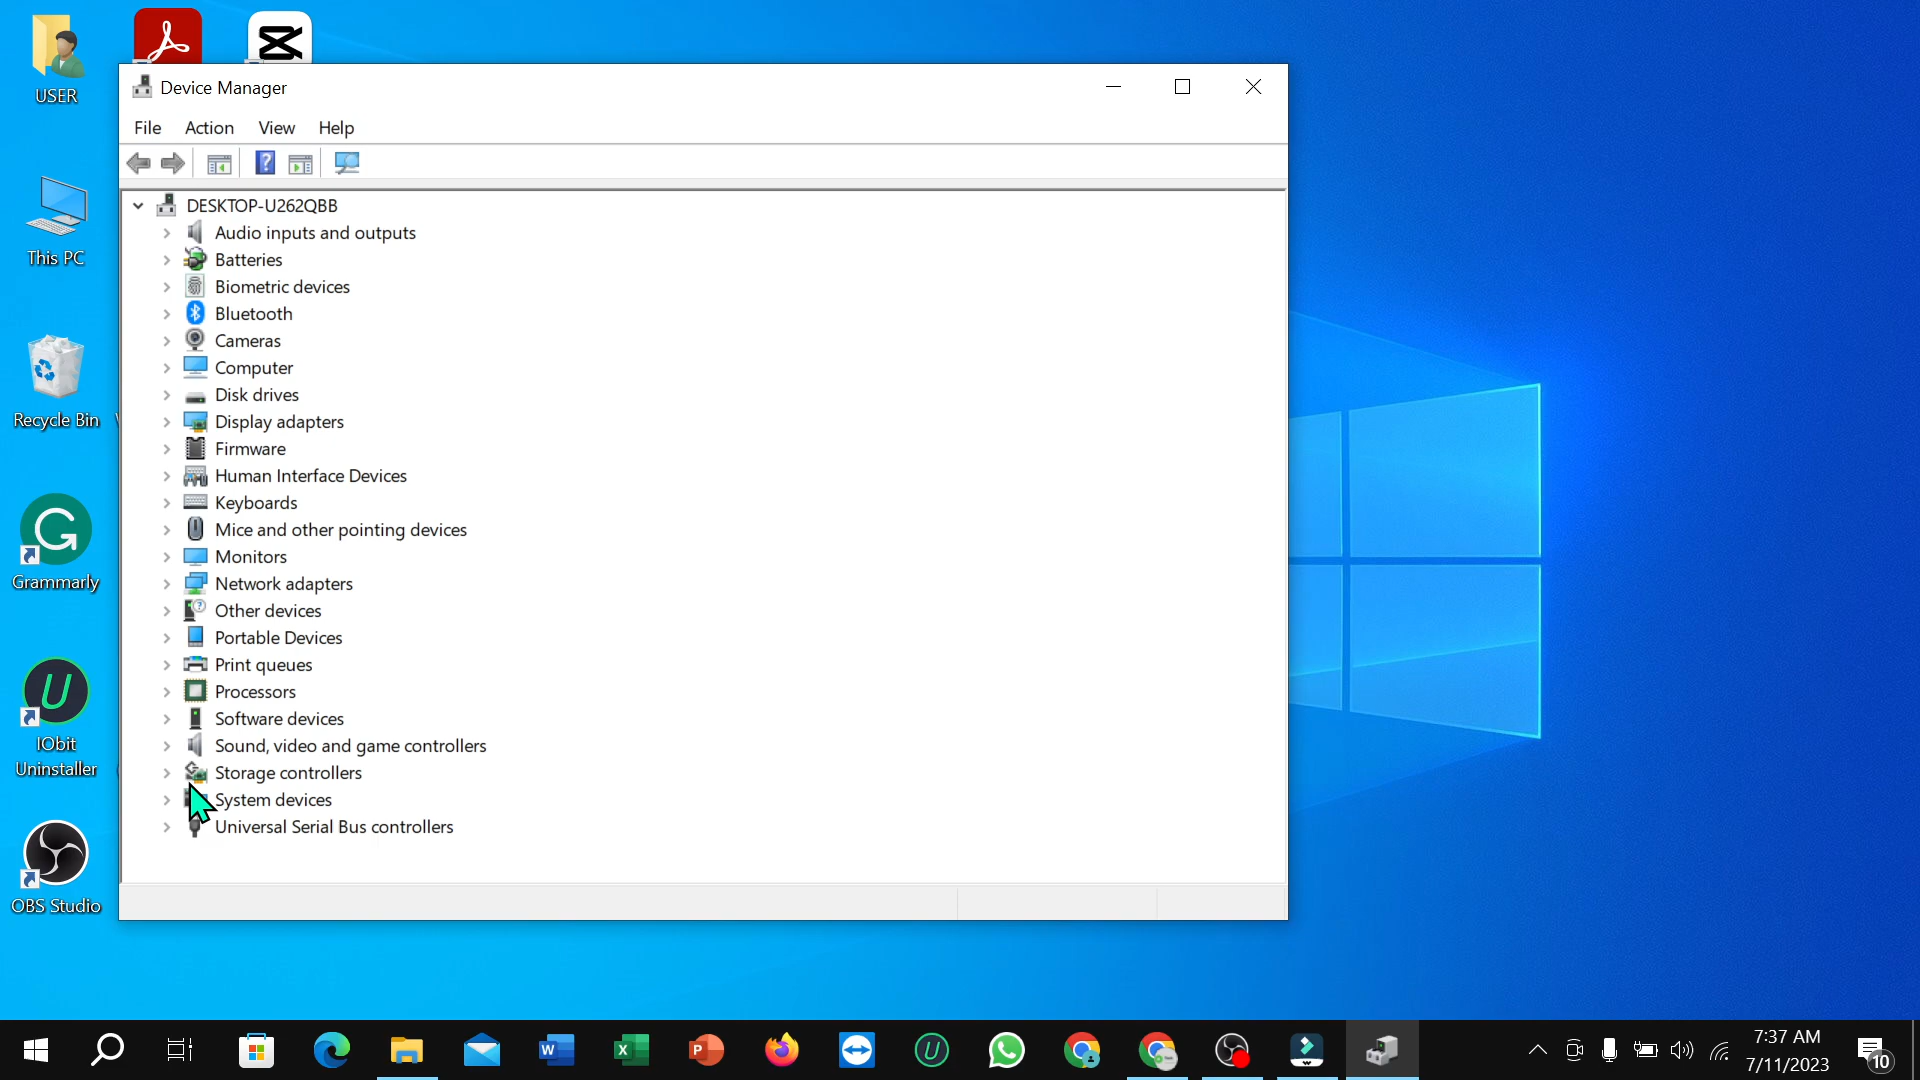 USER
This PC
Recycle Bin
Grammarly
IObit
Uninstaller
OBS Studio
Device Manager
File Action View Help
DESKTOP-U262QBB
Audio inputs and outputs
Batteries
Biometric devices
Bluetooth
Cameras
Computer
Disk drives
Display adapters
Firmware
Human Interface Devices
Keyboards
Mice and other pointing devices
Monitors
Network adapters
Other devices
Portable Devices
Print queues
Processors
Software devices
Sound, video and game controllers
Storage controllers
System devices
Universal Serial Bus controllers
7:37 AM
7/11/2023
10